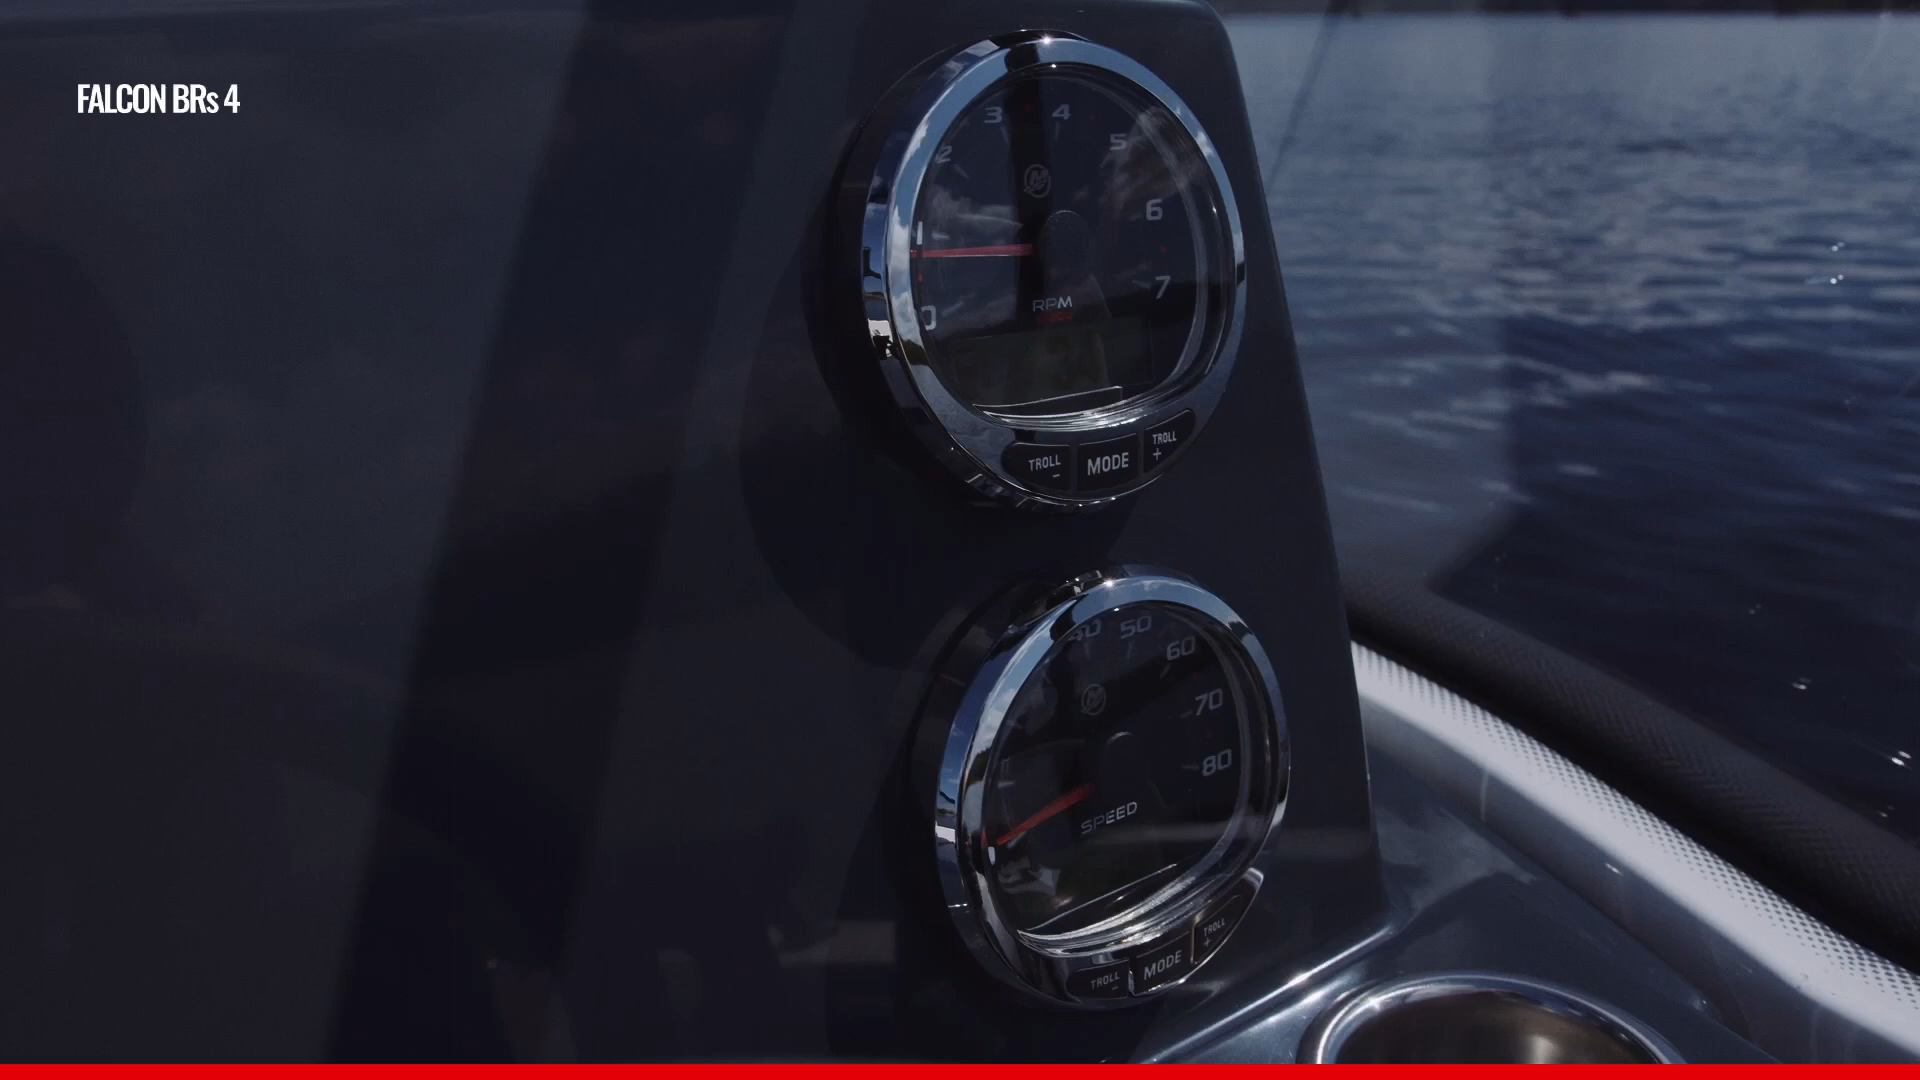 FALCON BRs 4
3 4
2 5
1 6
7
0
RPM
TROLL - MODE TROLL +
40 50
60
70
80
SPEED
TROLL - MODE TROLL +